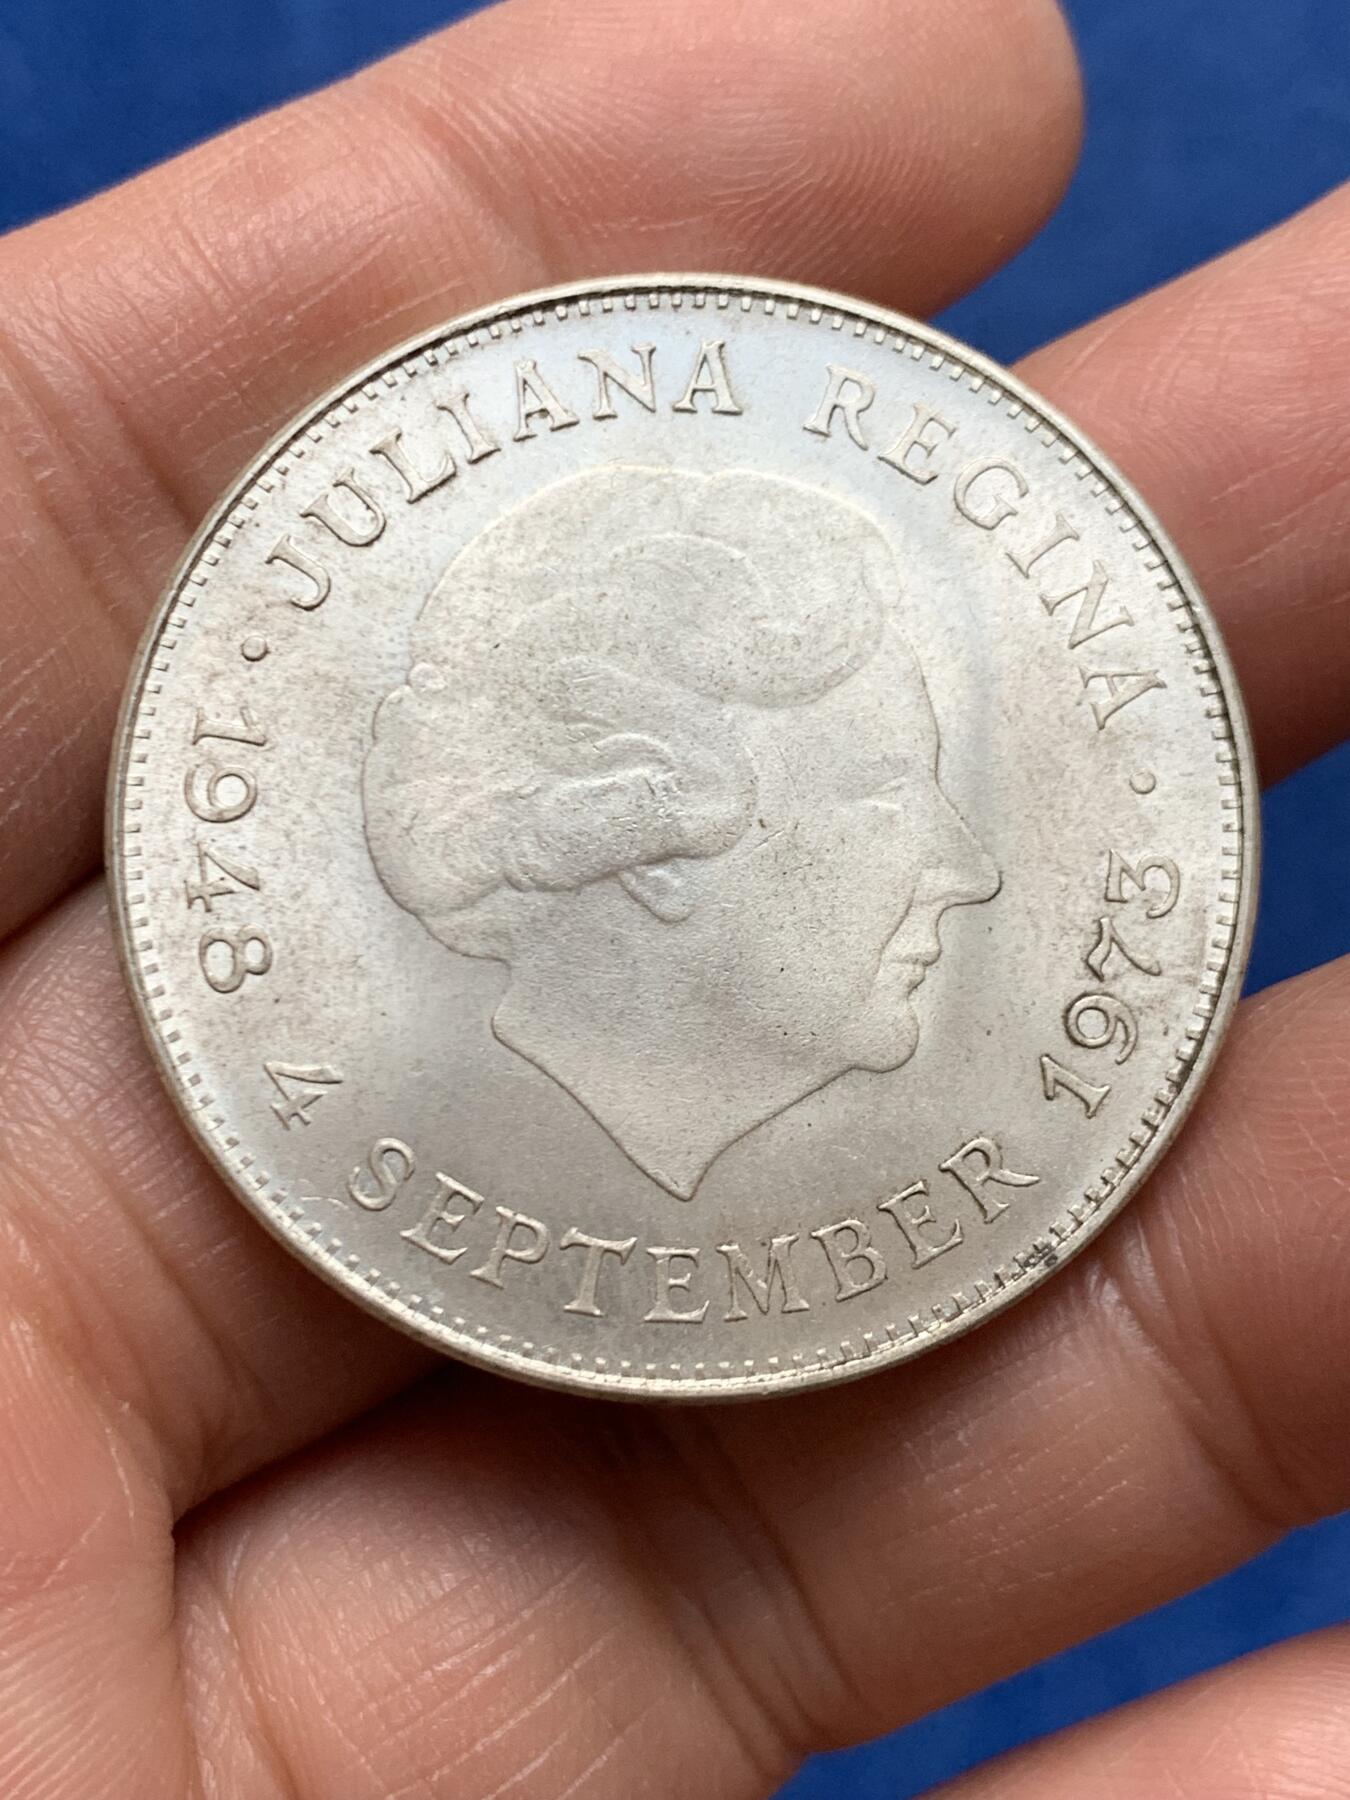 · JULIANA REGINA ·
1948 4 SEPTEMBER 1973